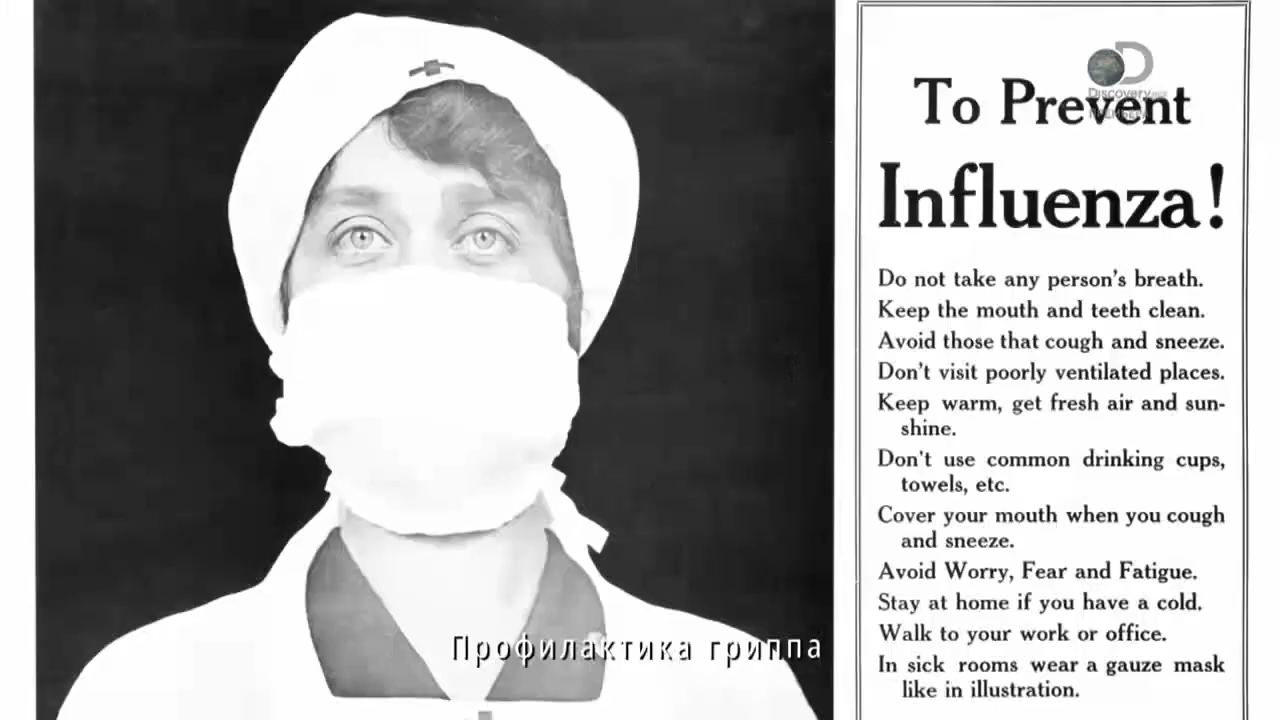 To Prevent
Influenza!
Do not take any person's breath.
Keep the mouth and teeth clean.
Avoid those that cough and sneeze.
Don't visit poorly ventilated places.
Keep warm, get fresh air and sun-
shine.
Don't use common drinking cups,
towels, etc.
Cover your mouth when you cough
and sneeze.
Avoid Worry, Fear and Fatigue.
Stay at home if you have a cold.
Walk to your work or office.
In sick rooms wear a gauze mask
like in illustration.
Discovery
Профилактика гриппа